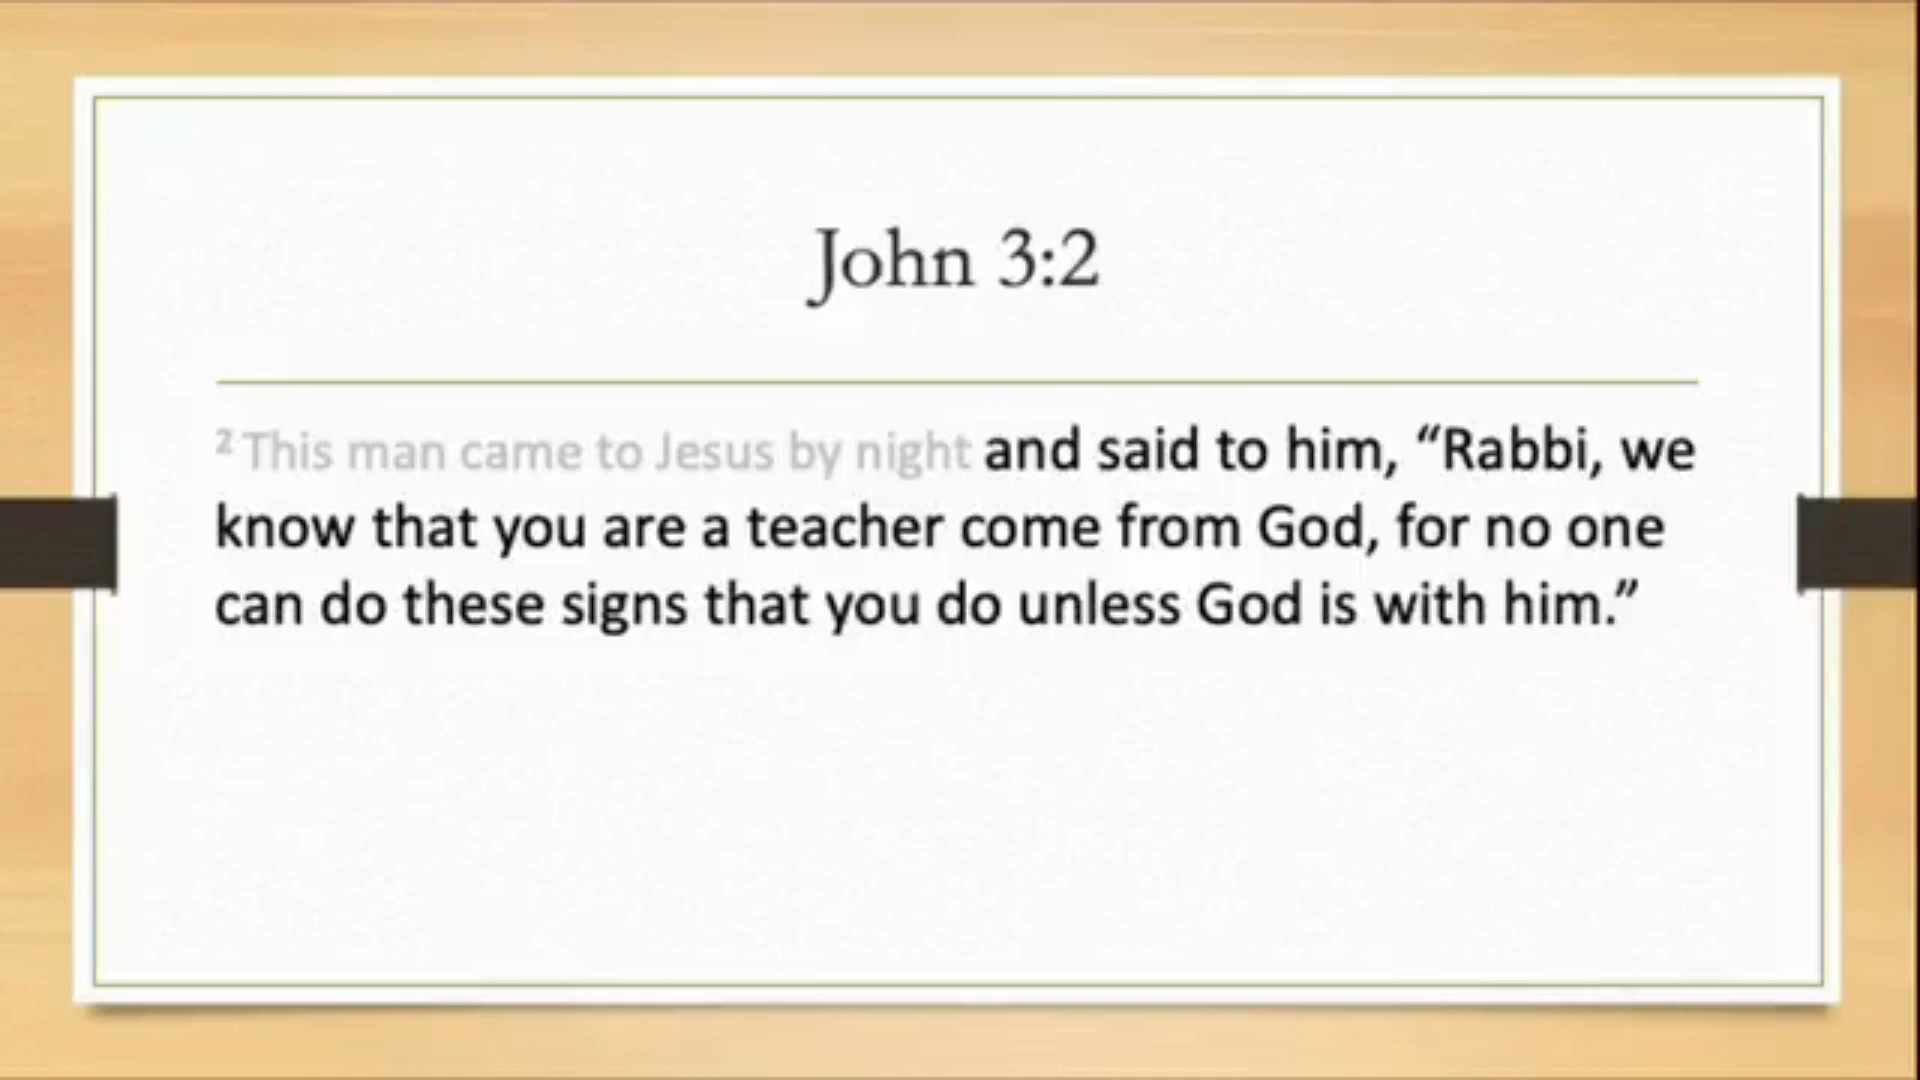 John 3:2
² This man came to Jesus by night and said to him, “Rabbi, we
know that you are a teacher come from God, for no one
can do these signs that you do unless God is with him.”